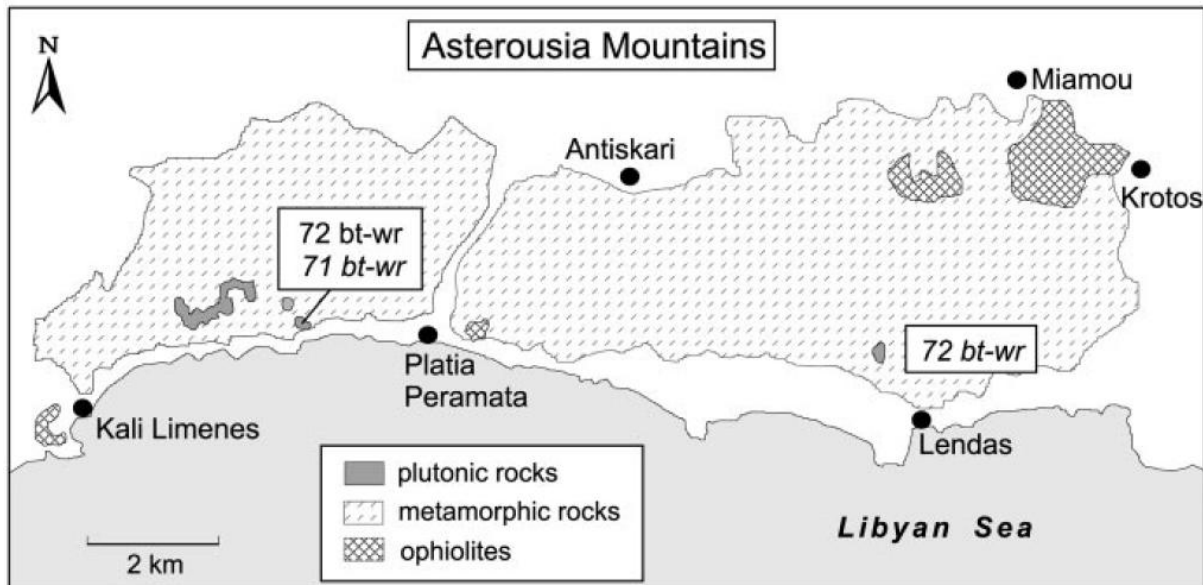 Asterousia Mountains
N
Miamou
Antiskari
Krotos
72 bt-wr
71 bt-wr
72 bt-wr
Platia
Peramata
Kali Limenes
Lendas
plutonic rocks
metamorphic rocks
ophiolites
Libyan Sea
2 km